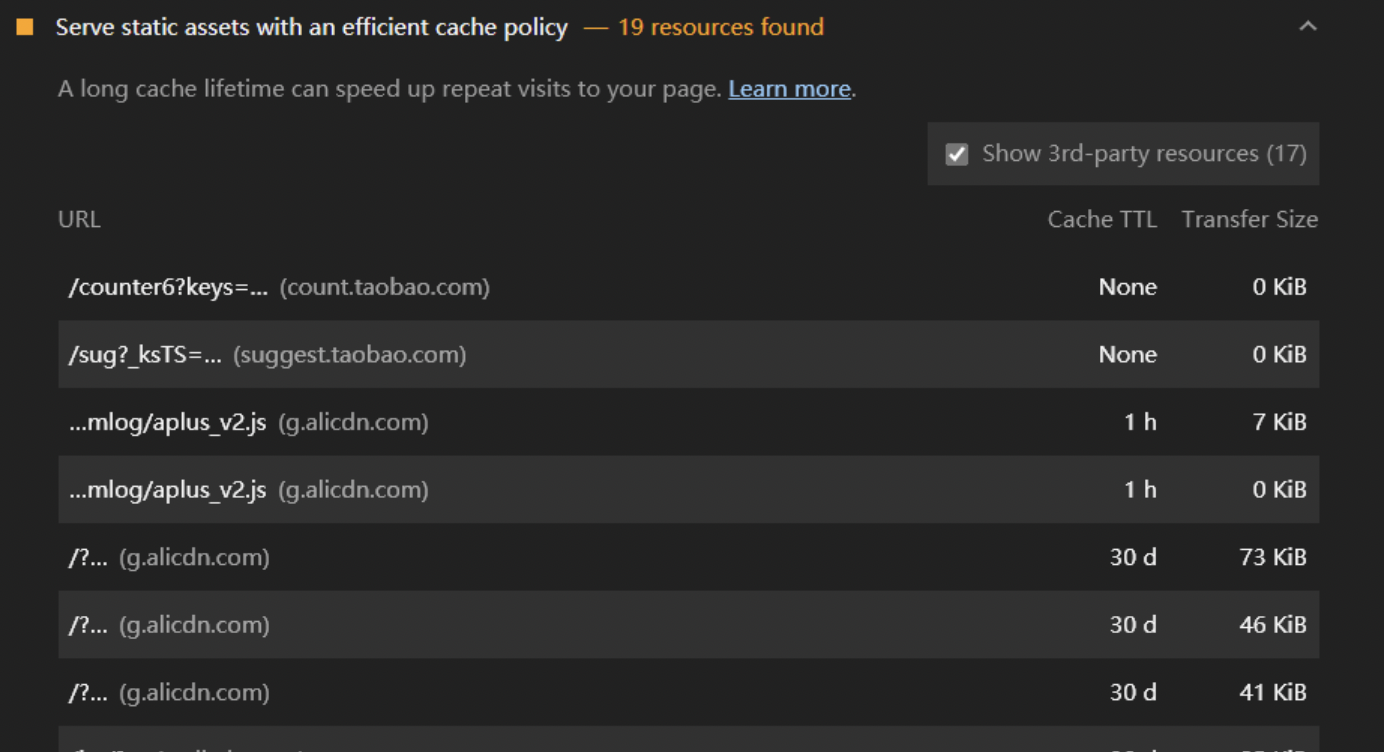 Serve static assets with an efficient cache policy — 19 resources found
A long cache lifetime can speed up repeat visits to your page. Learn more.
Show 3rd-party resources (17)
URL Cache TTL Transfer Size
/counter6?keys=... (count.taobao.com) None 0 KiB
/sug?_ksTS=... (suggest.taobao.com) None 0 KiB
...mlog/aplus_v2.js (g.alicdn.com) 1 h 7 KiB
...mlog/aplus_v2.js (g.alicdn.com) 1 h 0 KiB
/?... (g.alicdn.com) 30 d 73 KiB
/?... (g.alicdn.com) 30 d 46 KiB
/?... (g.alicdn.com) 30 d 41 KiB